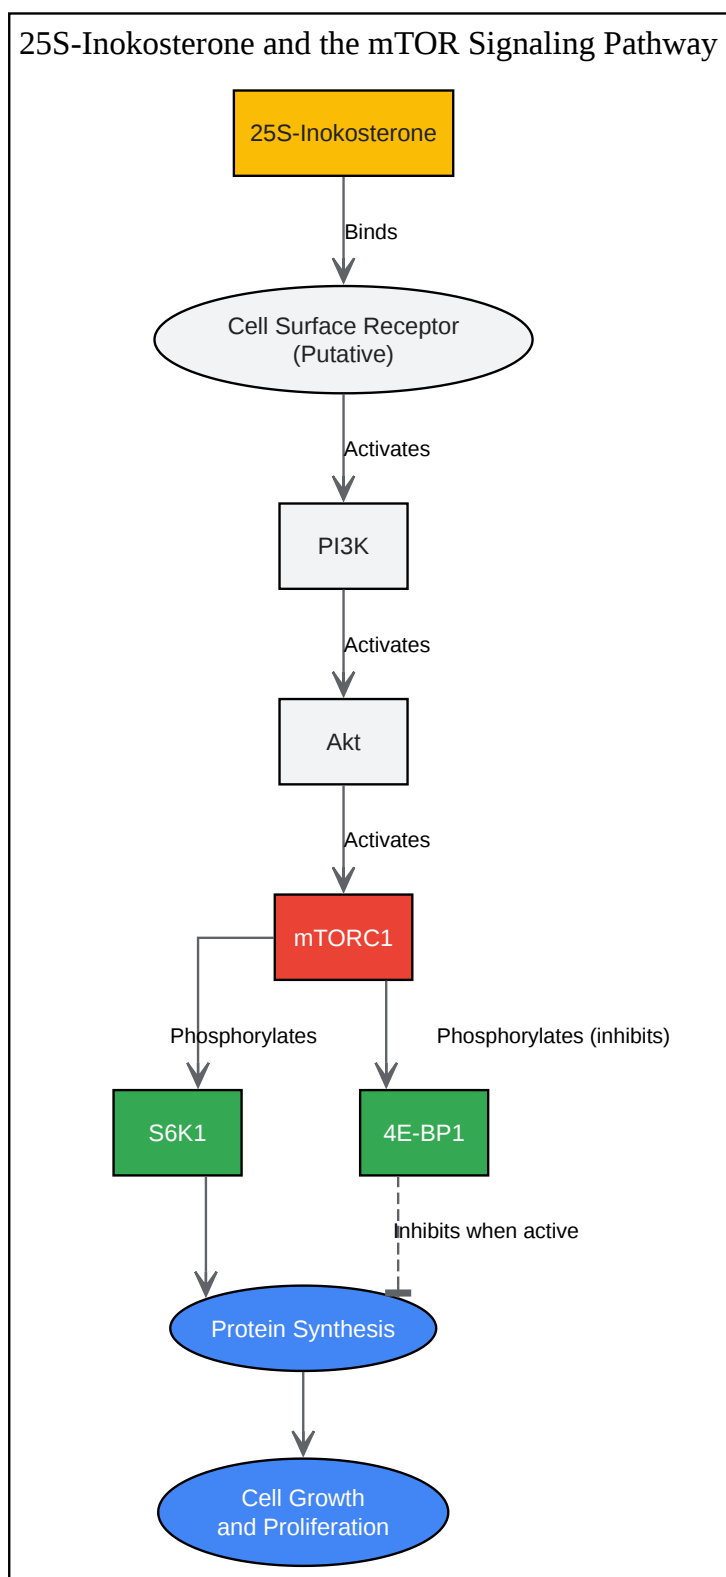 25S-Inokosterone and the mTOR Signaling Pathway
25S-Inokosterone
Binds
Cell Surface Receptor
(Putative)
Activates
PI3K
Activates
Akt
Activates
mTORC1
Phosphorylates
Phosphorylates (inhibits)
S6K1
4E-BP1
Inhibits when active
Protein Synthesis
Cell Growth
and Proliferation